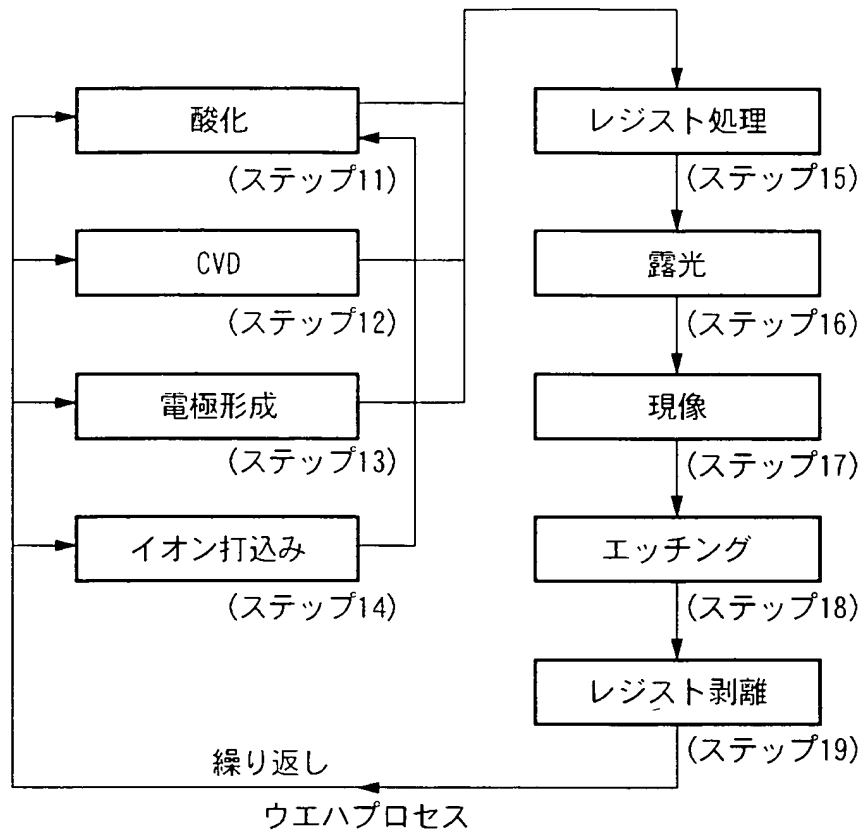 酸化
(ステップ11)
CVD
(ステップ12)
電極形成
(ステップ13)
イオン打込み
(ステップ14)
レジスト処理
(ステップ15)
露光
(ステップ16)
現像
(ステップ17)
エッチング
(ステップ18)
レジスト剥離
(ステップ19)
繰り返し
ウエハプロセス